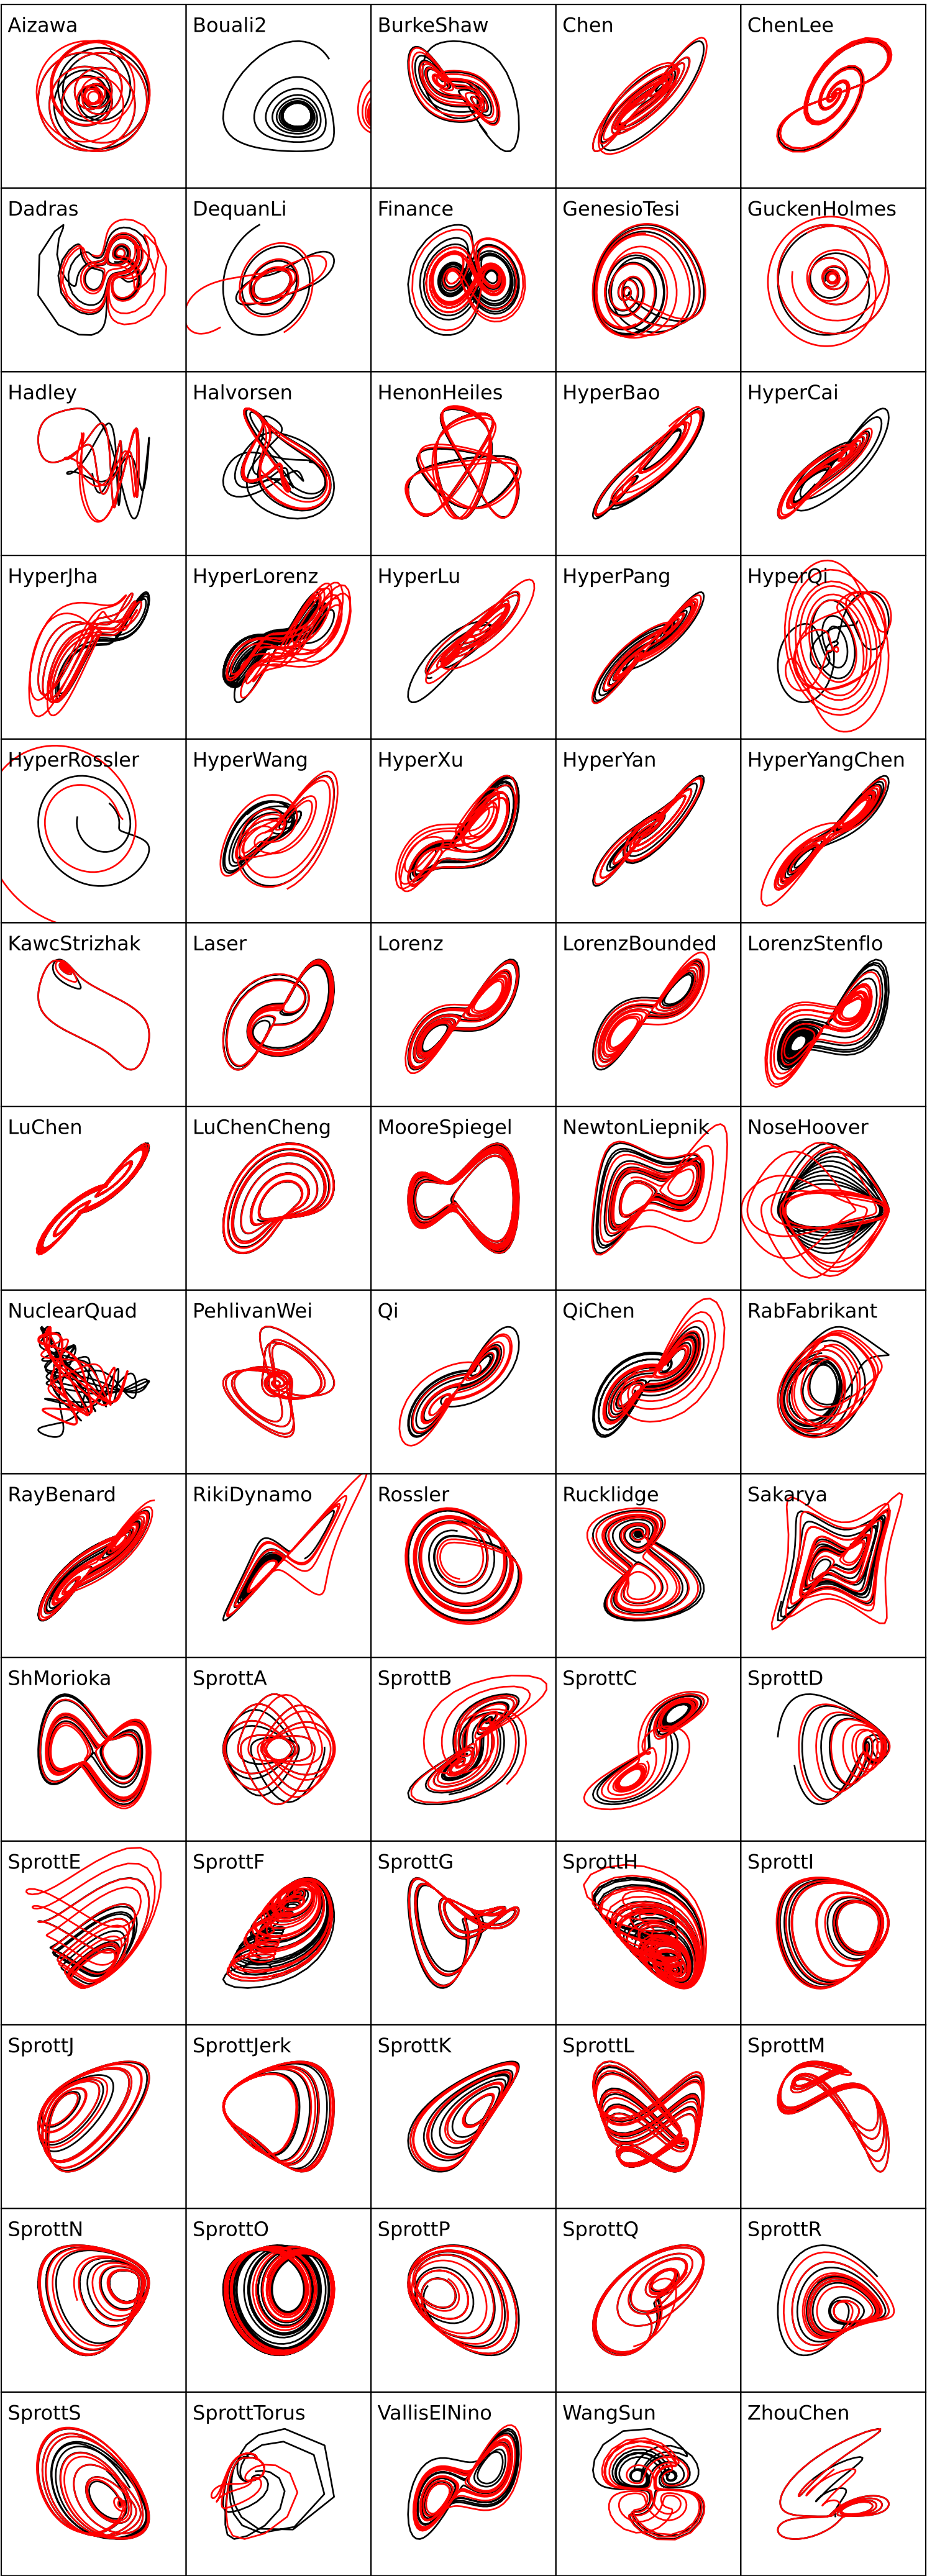 Aizawa
Bouali2
BurkeShaw
Chen
ChenLee
Dadras
DequanLi
Finance
GenesioTesi
GuckenHolmes
Hadley
Halvorsen
HenonHeiles
HyperBao
HyperCai
HyperJha
HyperLorenz
HyperLu
HyperPang
HyperQi
HyperRossler
HyperWang
HyperXu
HyperYan
HyperYangChen
KawcStrizhak
Laser
Lorenz
LorenzBounded
LorenzStenflo
LuChen
LuChenCheng
MooreSpiegel
NewtonLiepnik
NoseHoover
NuclearQuad
PehlivanWei
Qi
QiChen
RabFabrikant
RayBenard
RikiDynamo
Rossler
Rucklidge
Sakarya
ShMorioka
SprottA
SprottB
SprottC
SprottD
SprottE
SprottF
SprottG
SprottH
SprottI
SprottJ
SprottJerk
SprottK
SprottL
SprottM
SprottN
SprottO
SprottP
SprottQ
SprottR
SprottS
SprottTorus
VallisElNino
WangSun
ZhouChen